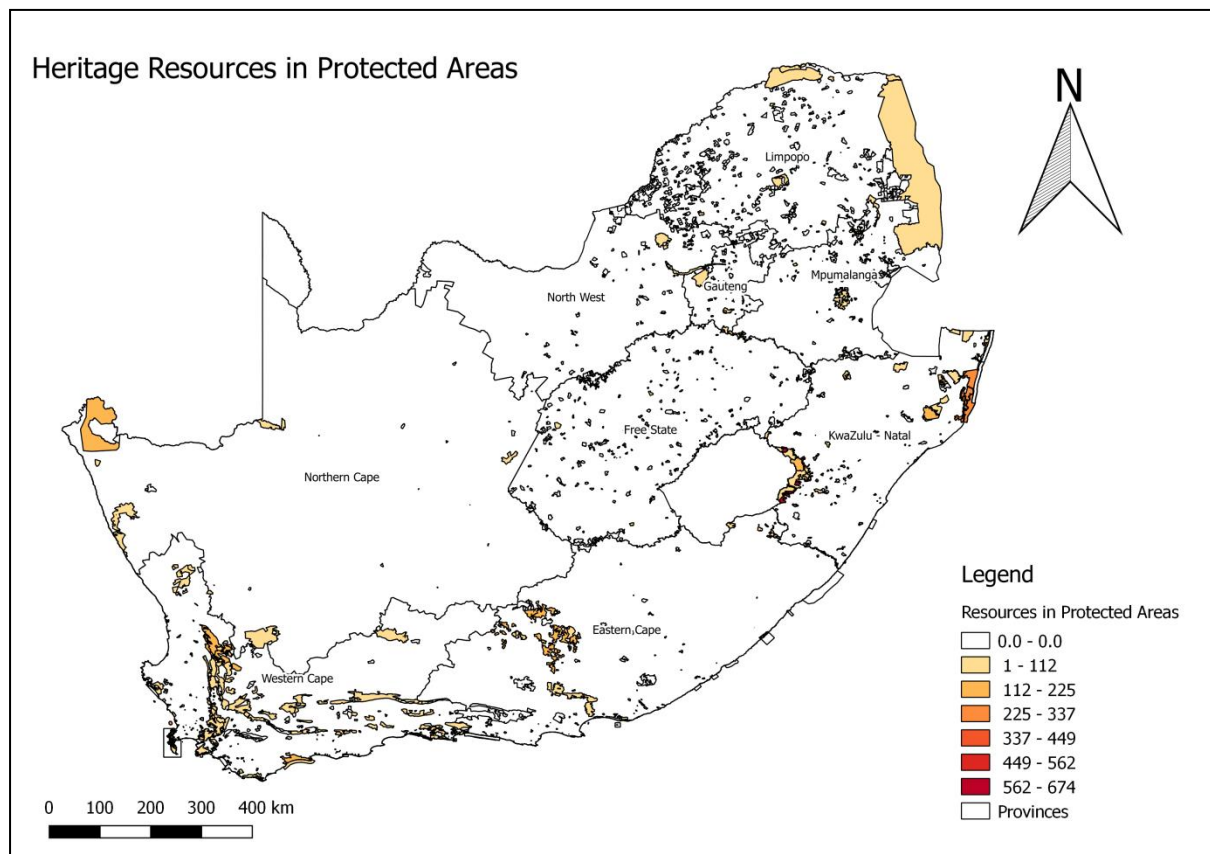 Heritage Resources in Protected Areas
N
Limpopo
Mpumalanga
Gauteng
North West
Free State
KwaZulu - Natal
Northern Cape
Eastern Cape
Western Cape
Legend
Resources in Protected Areas
0.0 - 0.0
1 - 112
112 - 225
225 - 337
337 - 449
449 - 562
562 - 674
Provinces
0 100 200 300 400 km